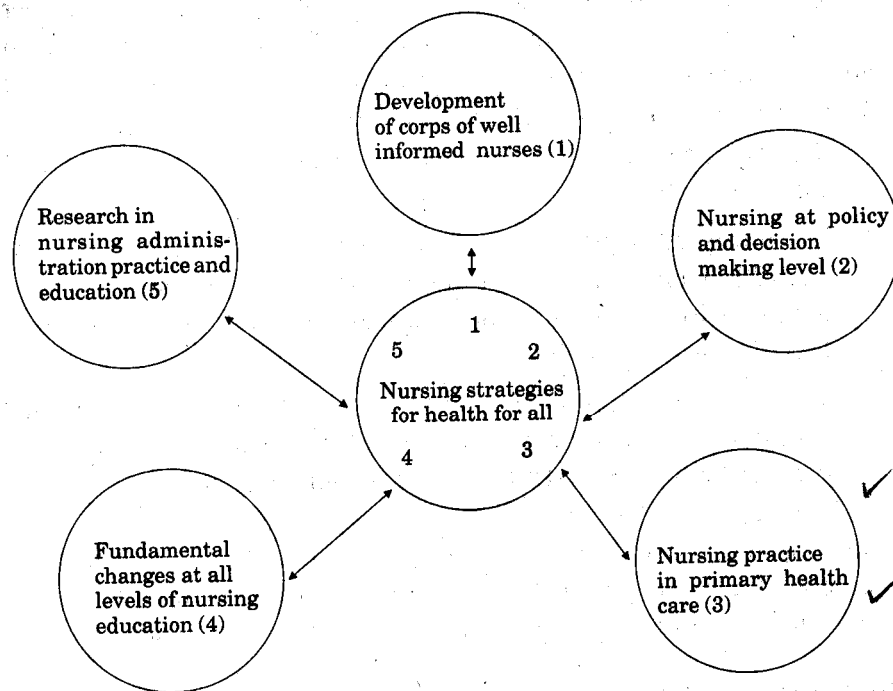 Development
of corps of well
informed nurses (1)
Nursing at policy
and decision
making level (2)
Research in
nursing adminis-
tration practice and
education (5)
1
5
2
Nursing strategies
for health for all
4
3
Fundamental
changes at all
levels of nursing
education (4)
Nursing practice
in primary health
care (3)